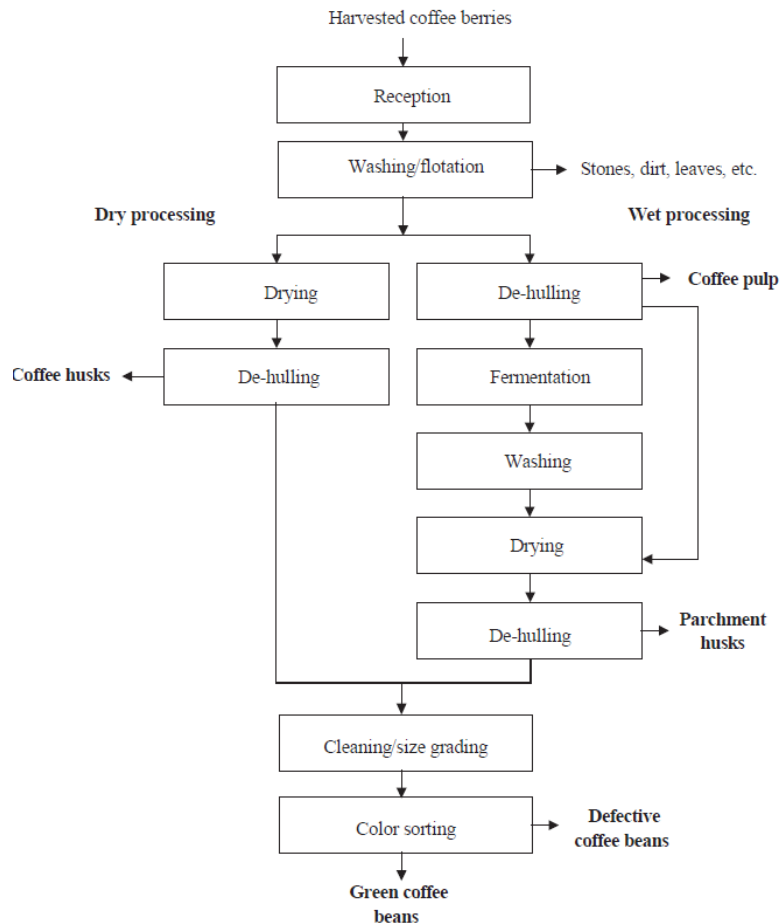 Harvested coffee berries
Reception
Washing/flotation
Stones, dirt, leaves, etc.
Dry processing
Wet processing
Drying
De-hulling
Coffee pulp
Coffee husks
De-hulling
Fermentation
Washing
Drying
De-hulling
Parchment
husks
Cleaning/size grading
Color sorting
Defective
coffee beans
Green coffee
beans